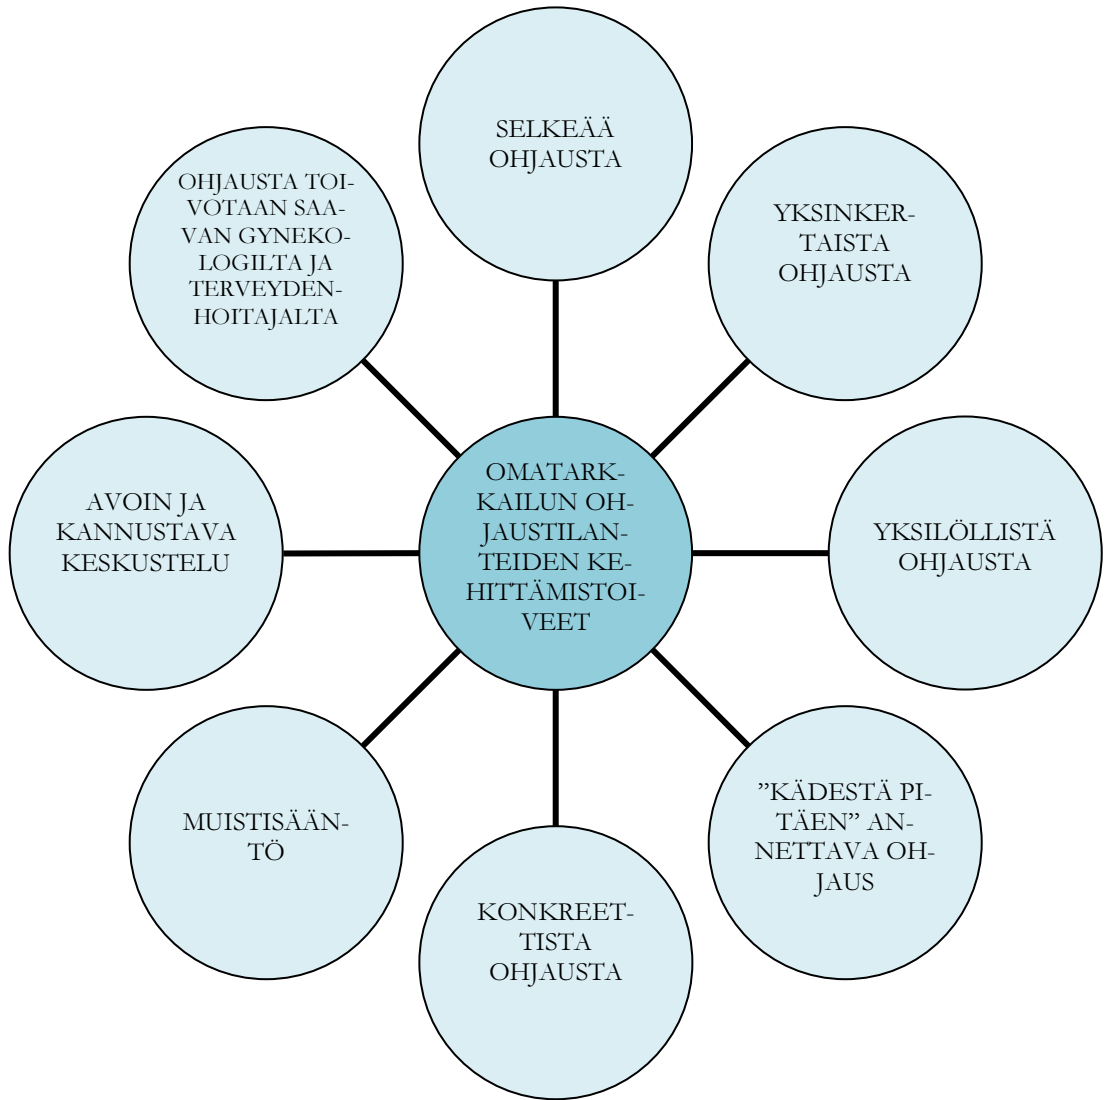 SELKEÄÄ
OHJAUSTA
YKSINKER-
TAISTA
OHJAUSTA
YKSILÖLLISTÄ
OHJAUSTA
”KÄDESTÄ PI-
TÄEN” AN-
NETTAVA OH-
JAUS
KONKREET-
TISTA
OHJAUSTA
MUISTISÄÄN-
TÖ
AVOIN JA
KANNUSTAVA
KESKUSTELU
OHJAUSTA TOI-
VOTAAN SAA-
VAN GYNEKO-
LOGILTA JA
TERVEYDEN-
HOITAJALTA
OMATARK-
KAILUN OH-
JAUSTILAN-
TEIDEN KE-
HITTÄMISTOI-
VEET